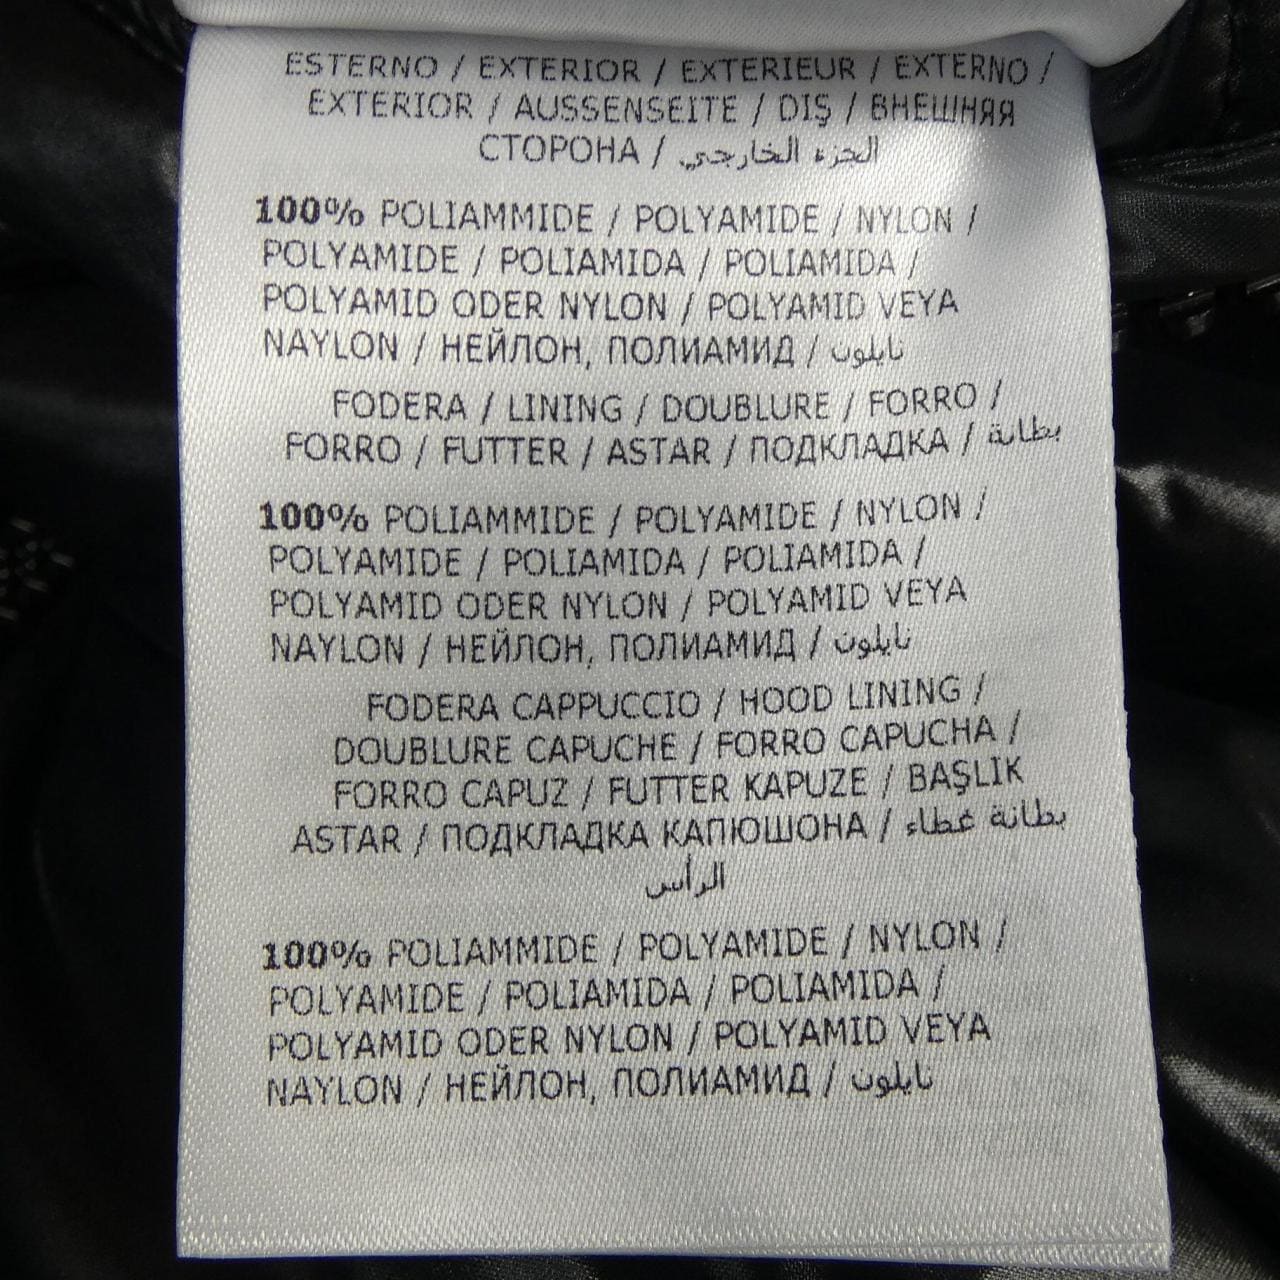 ESTERNO / EXTERIOR / EXTERIEUR / EXTERNO /
EXTERIOR / AUSSENSEITE / DIŞ / ВНЕШНЯЯ
СТОРОНА / الجزء الخارجي
100% POLIAMMIDE / POLYAMIDE / NYLON /
POLYAMIDE / POLIAMIDA / POLIAMIDA /
POLYAMID ODER NYLON / POLYAMID VEYA
NAYLON / НЕЙЛОН, ПОЛИАМИД / نايلون
FODERA / LINING / DOUBLURE / FORRO /
FORRO / FUTTER / ASTAR / ПОДКЛАДКА / بطانة
100% POLIAMMIDE / POLYAMIDE / NYLON /
POLYAMIDE / POLIAMIDA / POLIAMIDA /
POLYAMID ODER NYLON / POLYAMID VEYA
NAYLON / НЕЙЛОН, ПОЛИАМИД / نايلون
FODERA CAPPUCCIO / HOOD LINING /
DOUBLURE CAPUCHE / FORRO CAPUCHA /
FORRO CAPUZ / FUTTER KAPUZE / BAŞLIK
ASTAR / ПОДКЛАДКА КАПЮШОНА / بطانة غطاء
الرأس
100% POLIAMMIDE / POLYAMIDE / NYLON /
POLYAMIDE / POLIAMIDA / POLIAMIDA /
POLYAMID ODER NYLON / POLYAMID VEYA
NAYLON / НЕЙЛОН, ПОЛИАМИД / نايلون